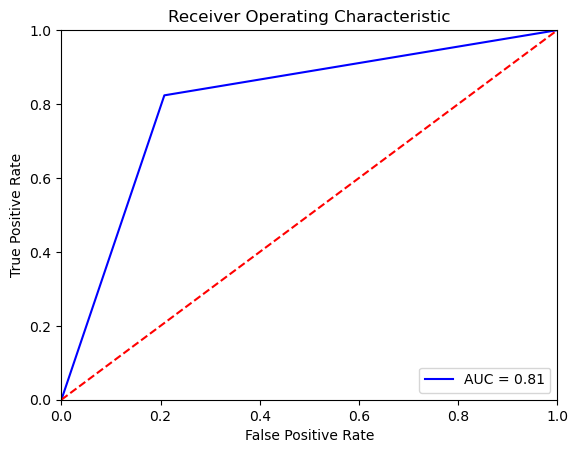 Receiver Operating Characteristic
1.0
0.8
0.6
0.4
0.2
0.0
True Positive Rate
AUC = 0.81
0.0 0.2 0.4 0.6 0.8 1.0
False Positive Rate